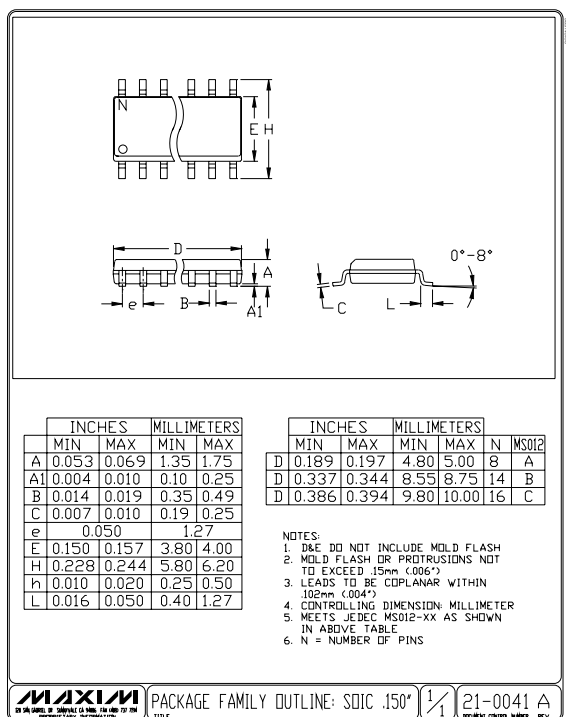 N
E H
D
A
e
B
A1
0°-8°
C
L
INCHES MILLIMETERS
MIN MAX MIN MAX
A 0.053 0.069 1.35 1.75
A1 0.004 0.010 0.10 0.25
B 0.014 0.019 0.35 0.49
C 0.007 0.010 0.19 0.25
e 0.050 1.27
E 0.150 0.157 3.80 4.00
H 0.228 0.244 5.80 6.20
h 0.010 0.020 0.25 0.50
L 0.016 0.050 0.40 1.27
INCHES MILLIMETERS
MIN MAX MIN MAX N MS012
D 0.189 0.197 4.80 5.00 8 A
D 0.337 0.344 8.55 8.75 14 B
D 0.386 0.394 9.80 10.00 16 C
NOTES:
1. D&E DO NOT INCLUDE MOLD FLASH
2. MOLD FLASH OR PROTRUSIONS NOT
TO EXCEED .15mm (.006")
3. LEADS TO BE COPLANAR WITHIN
.102mm (.004")
4. CONTROLLING DIMENSION: MILLIMETER
5. MEETS JEDEC MS012-XX AS SHOWN
IN ABOVE TABLE
6. N = NUMBER OF PINS
MAXIM
PROPRIETARY INFORMATION
PACKAGE FAMILY OUTLINE: SOIC .150"
TITLE
1/1
21-0041 A
DOCUMENT CONTROL NUMBER REV